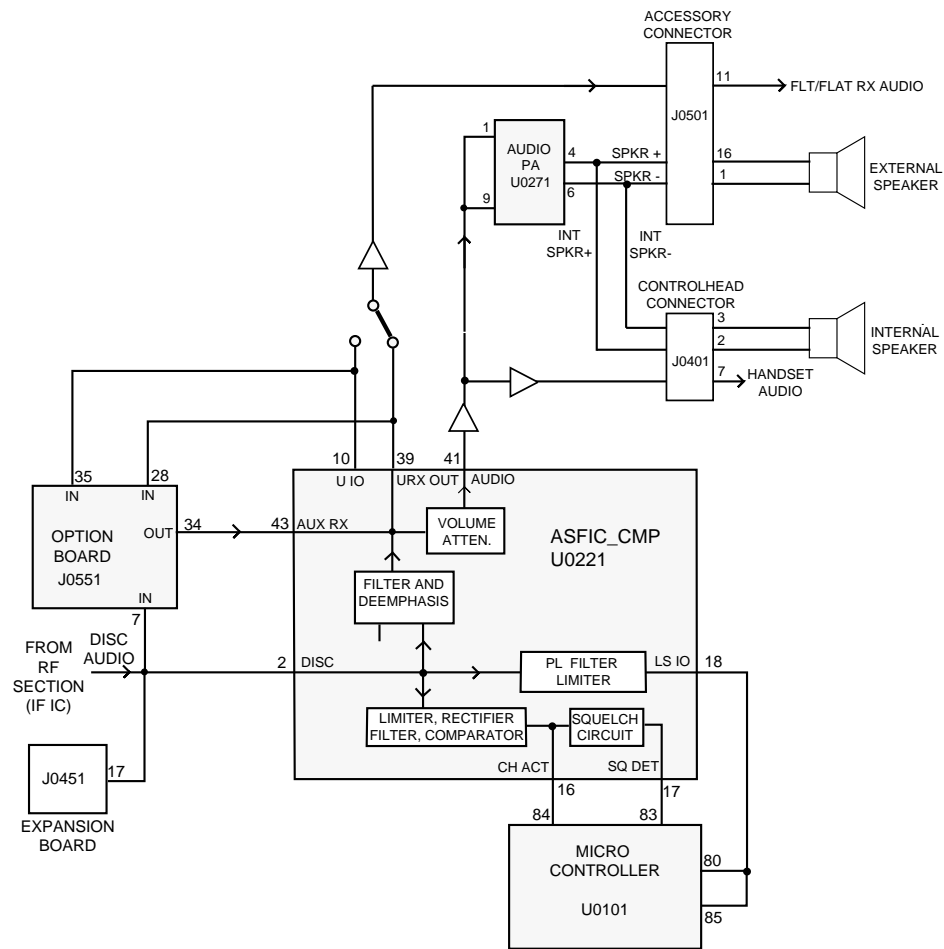 ACCESSORY
CONNECTOR
11
FLT/FLAT RX AUDIO
J0501
1
AUDIO
PA
U0271
4
SPKR +
16
9
6
SPKR -
1
EXTERNAL
SPEAKER
INT
SPKR+
INT
SPKR-
CONTROLHEAD
CONNECTOR
3
J0401
2
INTERNAL
SPEAKER
7
HANDSET
AUDIO
35
28
10
39
41
IN
IN
U IO
URX OUT
AUDIO
OPTION
BOARD
J0551
OUT
34
43
AUX RX
VOLUME
ATTEN.
ASFIC_CMP
U0221
IN
FILTER AND
DEEMPHASIS
7
FROM
RF
SECTION
(IF IC)
DISC
AUDIO
2
DISC
PL FILTER
LIMITER
LS IO
18
LIMITER, RECTIFIER
FILTER, COMPARATOR
SQUELCH
CIRCUIT
J0451
17
CH ACT
SQ DET
16
17
EXPANSION
BOARD
84
83
MICRO
CONTROLLER
U0101
80
85